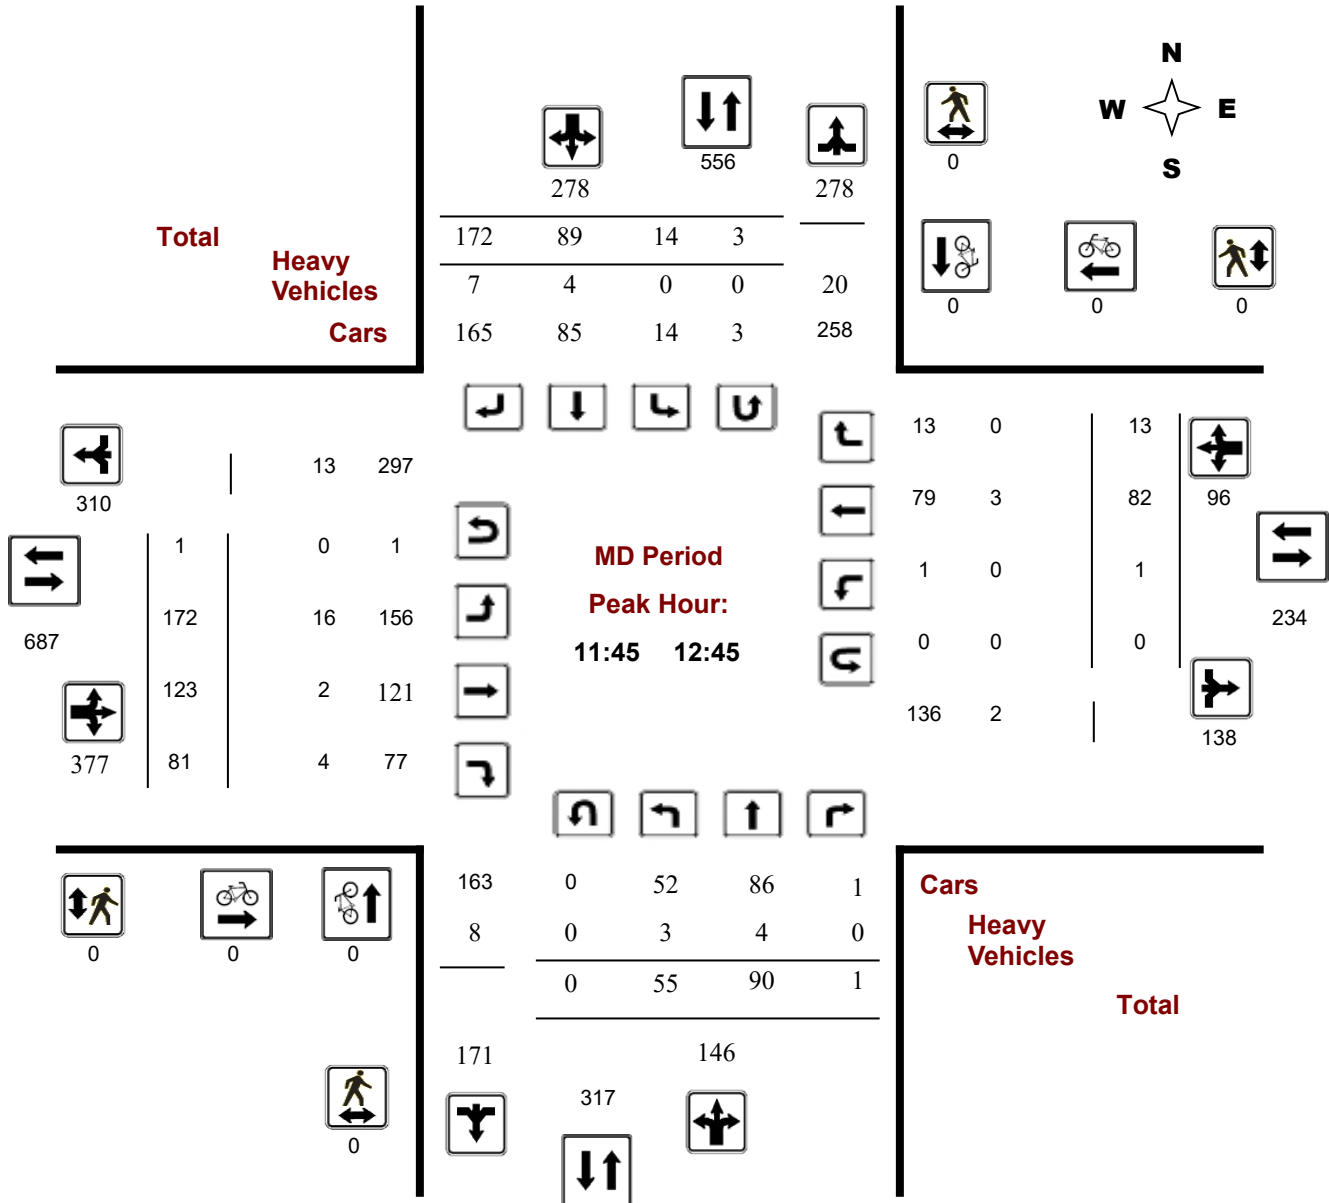 N
W E
S
0
556
278 278
Total 172 89 14 3
Heavy
Vehicles
7 4 0 0 20
Cars 165 85 14 3 258
0 0 0
13 0 13
310 13 297
79 3 82 96
1 0 1
MD Period
1 0 1
172 16 156
Peak Hour:
234
687
11:45 12:45
0 0 0
123 2 121
136 2
138
377 81 4 77
163 0 52 86 1
Cars
8 0 3 4 0
Heavy
Vehicles
0 0 0
0 55 90 1
Total
171 146
317
0